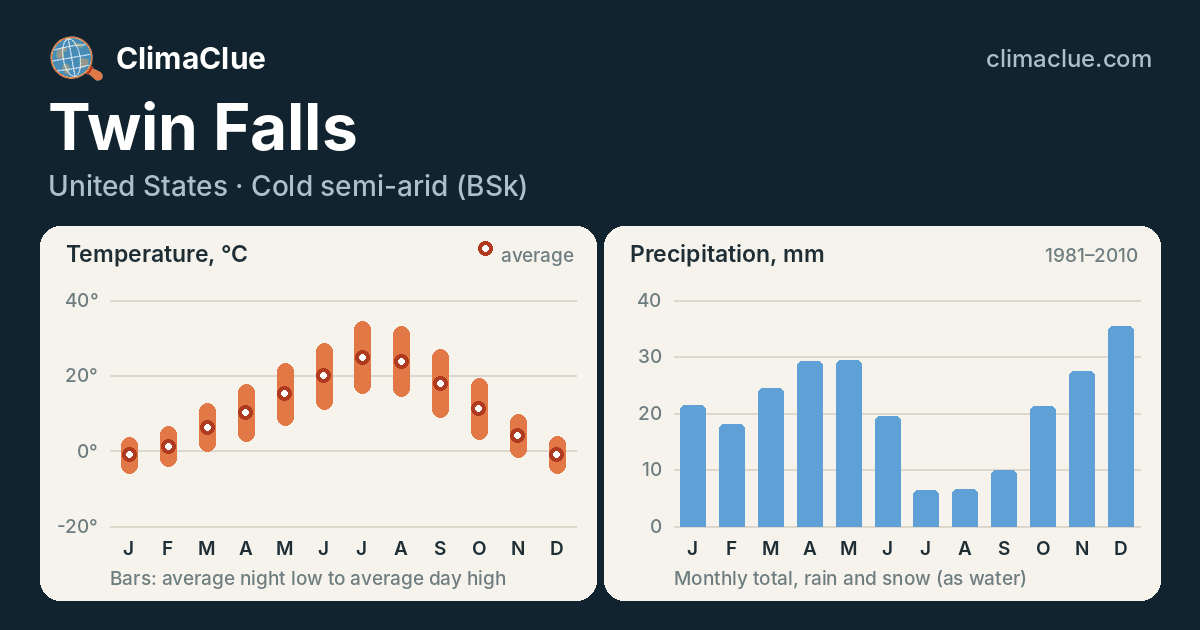 ClimaClue
climaclue.com
Twin Falls
United States · Cold semi-arid (BSk)
Temperature, °C
average
40°
20°
0°
-20°
J F M A M J J A S O N D
Bars: average night low to average day high
Precipitation, mm
1981–2010
40
30
20
10
0
J F M A M J J A S O N D
Monthly total, rain and snow (as water)